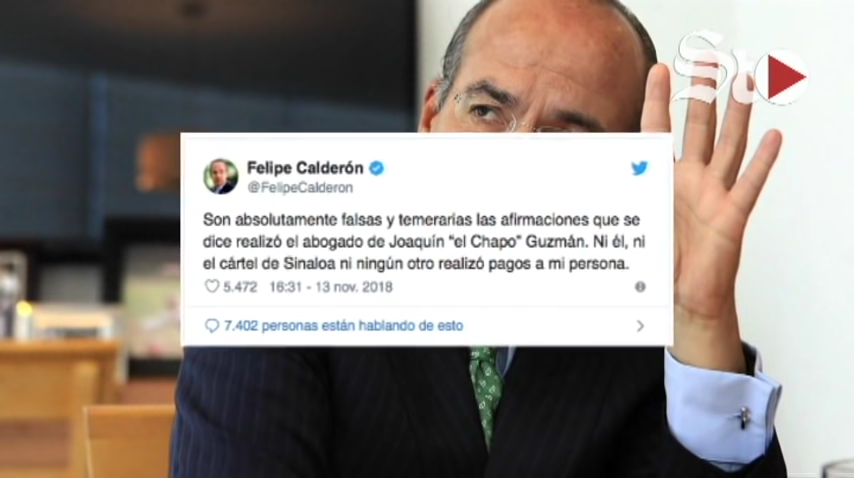 St
Felipe Calderón
@FelipeCalderon
Son absolutamente falsas y temerarias las afirmaciones que se
dice realizó el abogado de Joaquín "el Chapo" Guzmán. Ni él, ni
el cártel de Sinaloa ni ningún otro realizó pagos a mi persona.
5.472 16:31 - 13 nov. 2018
7.402 personas están hablando de esto